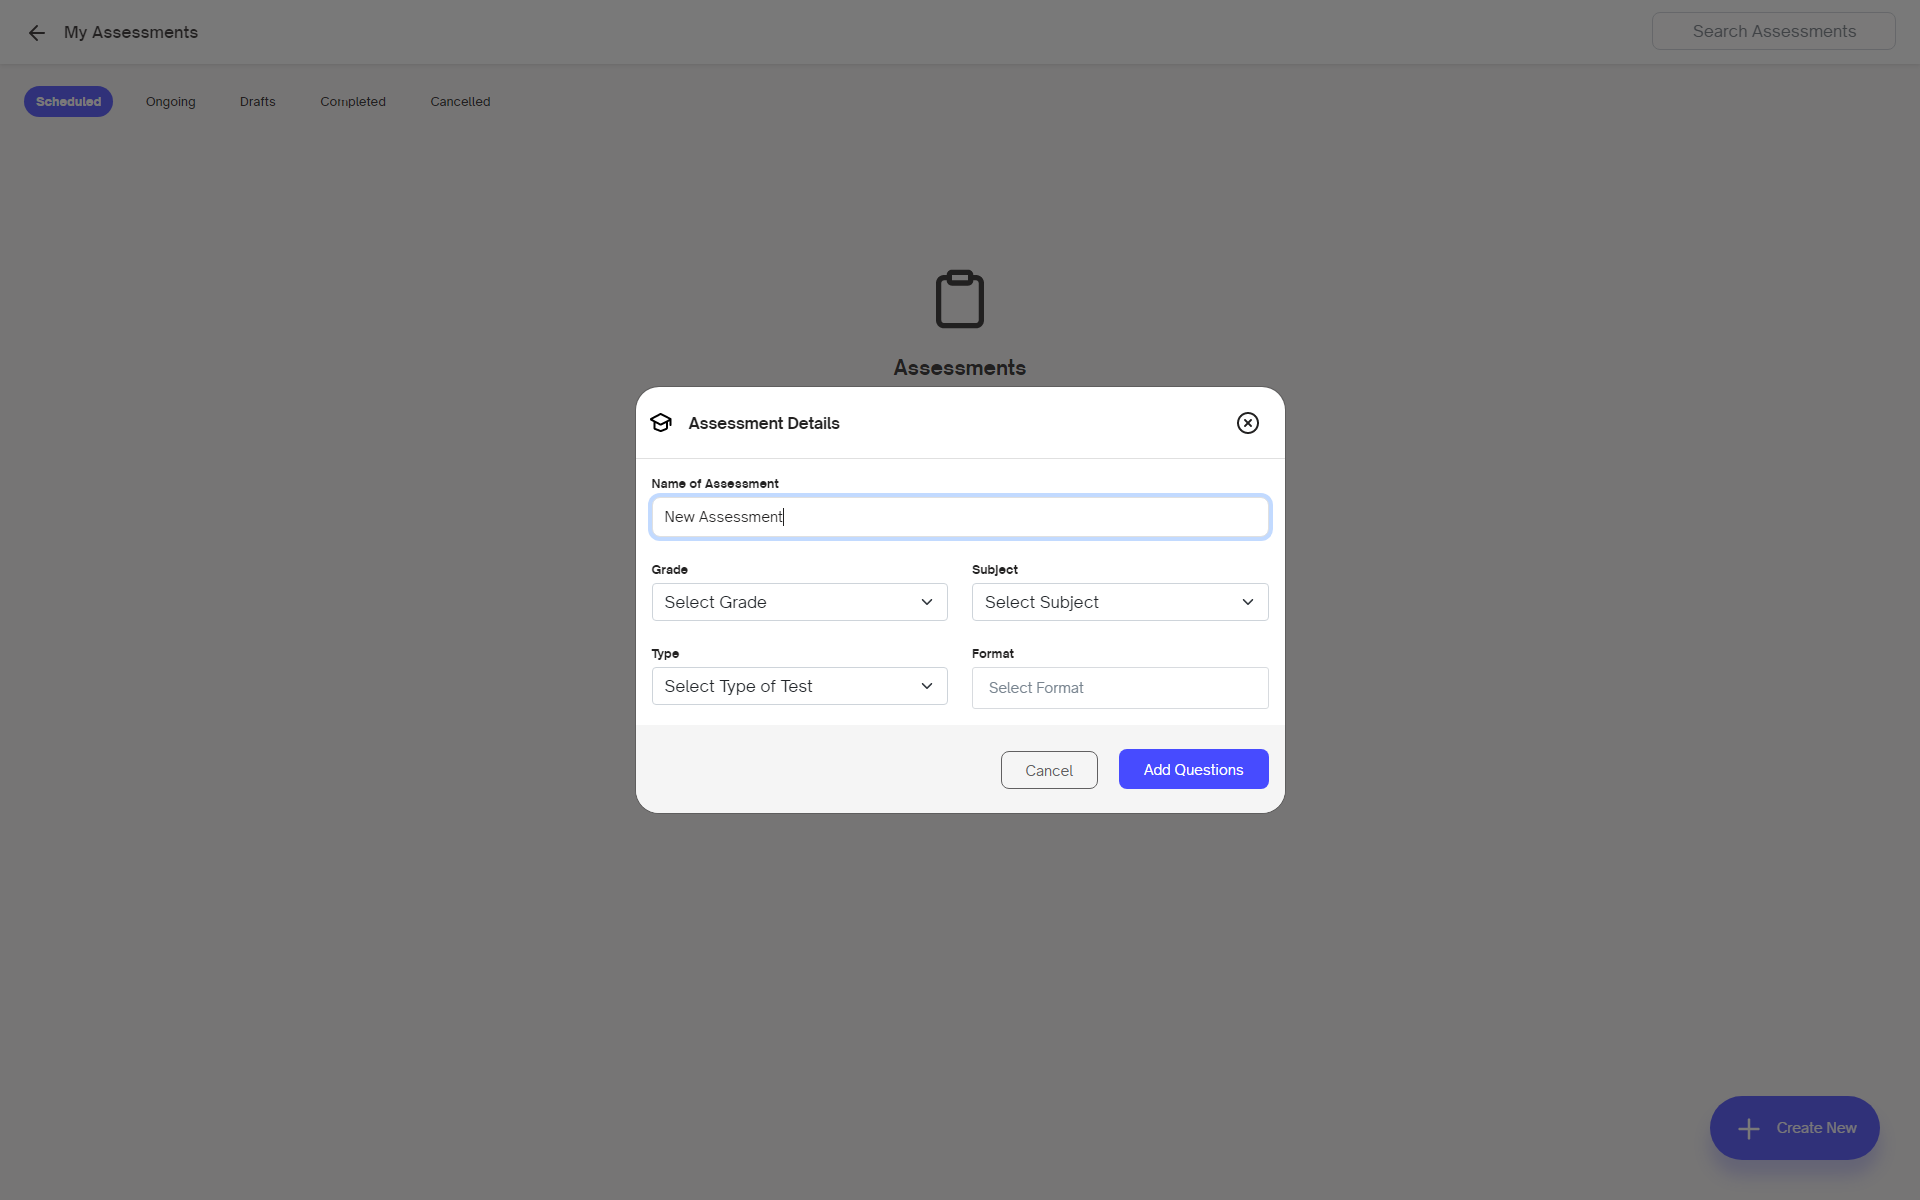 My Assessments
Search Assessments
Scheduled
Ongoing
Drafts
Completed
Cancelled
Assessments
Assessment Details
Name of Assessment
New Assessment
Grade
Subject
Select Grade
Select Subject
Type
Format
Select Type of Test
Select Format
Cancel
Add Questions
Create New